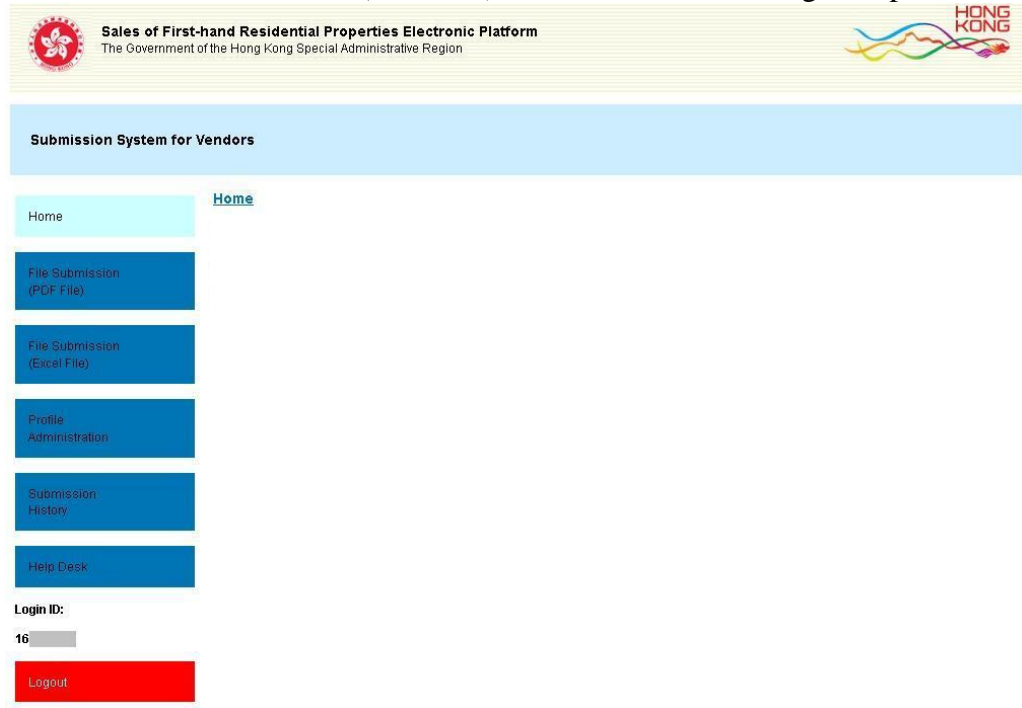 Sales of First-hand Residential Properties Electronic Platform
The Government of the Hong Kong Special Administrative Region
HONG
KONG
Submission System for Vendors
Home
Home
File Submission
(PDF File)
File Submission
(Excel File)
Profile
Administration
Submission
History
Help Desk
Login ID:
16
Logout